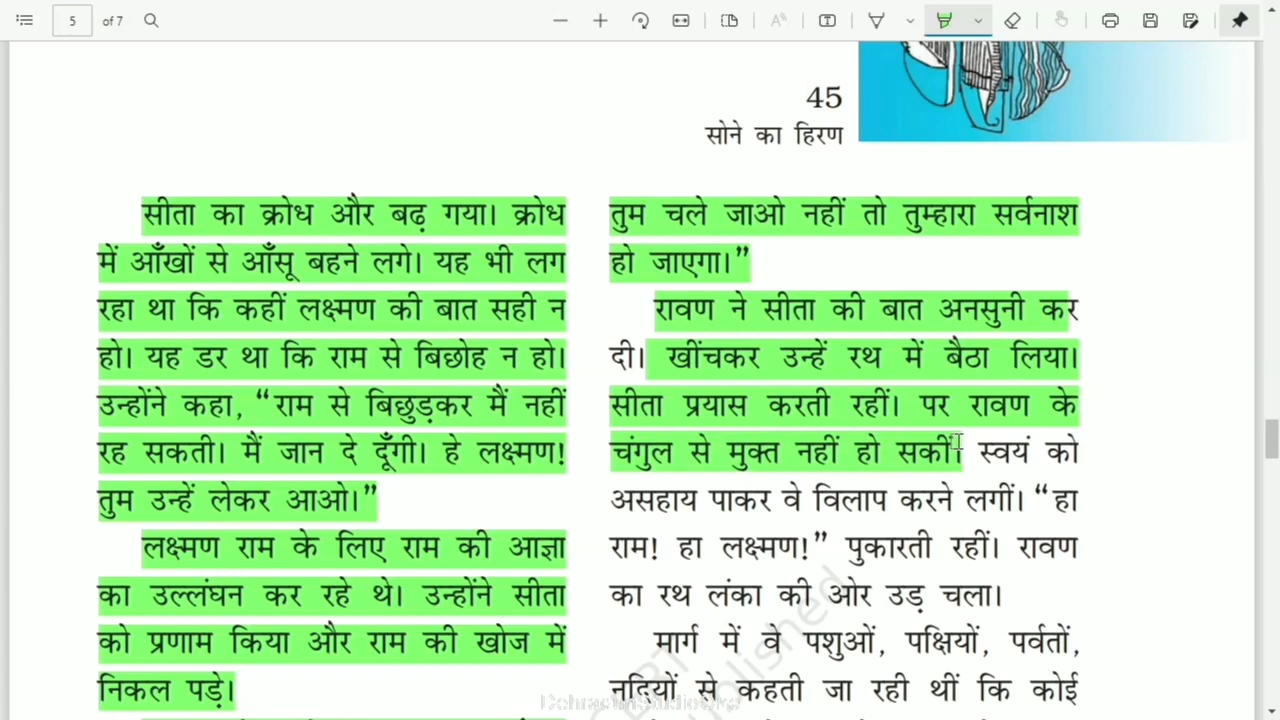 5 of 7
45
सोने का हिरण
सीता का क्रोध और बढ़ गया। क्रोध
में आँखों से आँसू बहने लगे। यह भी लग
रहा था कि कहीं लक्ष्मण की बात सही न
हो। यह डर था कि राम से बिछोह न हो।
उन्होंने कहा, “राम से बिछुड़कर मैं नहीं
रह सकती। मैं जान दे दूँगी। हे लक्ष्मण!
तुम उन्हें लेकर आओ।”
लक्ष्मण राम के लिए राम की आज्ञा
का उल्लंघन कर रहे थे। उन्होंने सीता
को प्रणाम किया और राम की खोज में
निकल पड़े।
तुम चले जाओ नहीं तो तुम्हारा सर्वनाश
हो जाएगा।”
रावण ने सीता की बात अनसुनी कर
दी। खींचकर उन्हें रथ में बैठा लिया।
सीता प्रयास करती रहीं। पर रावण के
चंगुल से मुक्त नहीं हो सकीं। स्वयं को
असहाय पाकर वे विलाप करने लगीं। “हा
राम! हा लक्ष्मण!” पुकारती रहीं। रावण
का रथ लंका की ओर उड़ चला।
मार्ग में वे पशुओं, पक्षियों, पर्वतों,
नदियों से कहती जा रही थीं कि कोई